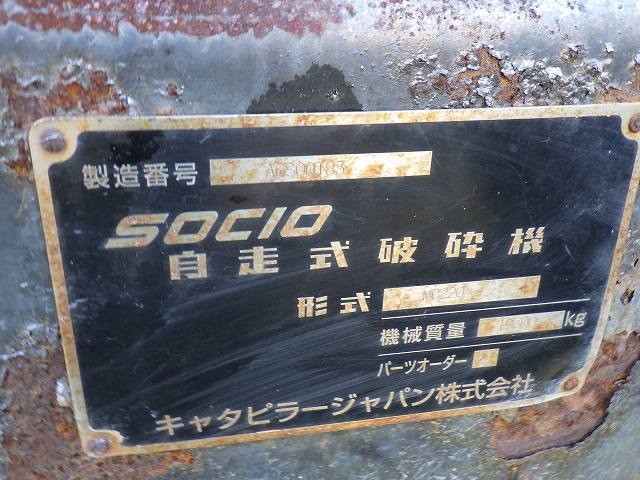 製造番号
SOCIO
自走式破砕機
形式 MC220
機械質量 kg
パーツオーダー
キャタピラージャパン株式会社